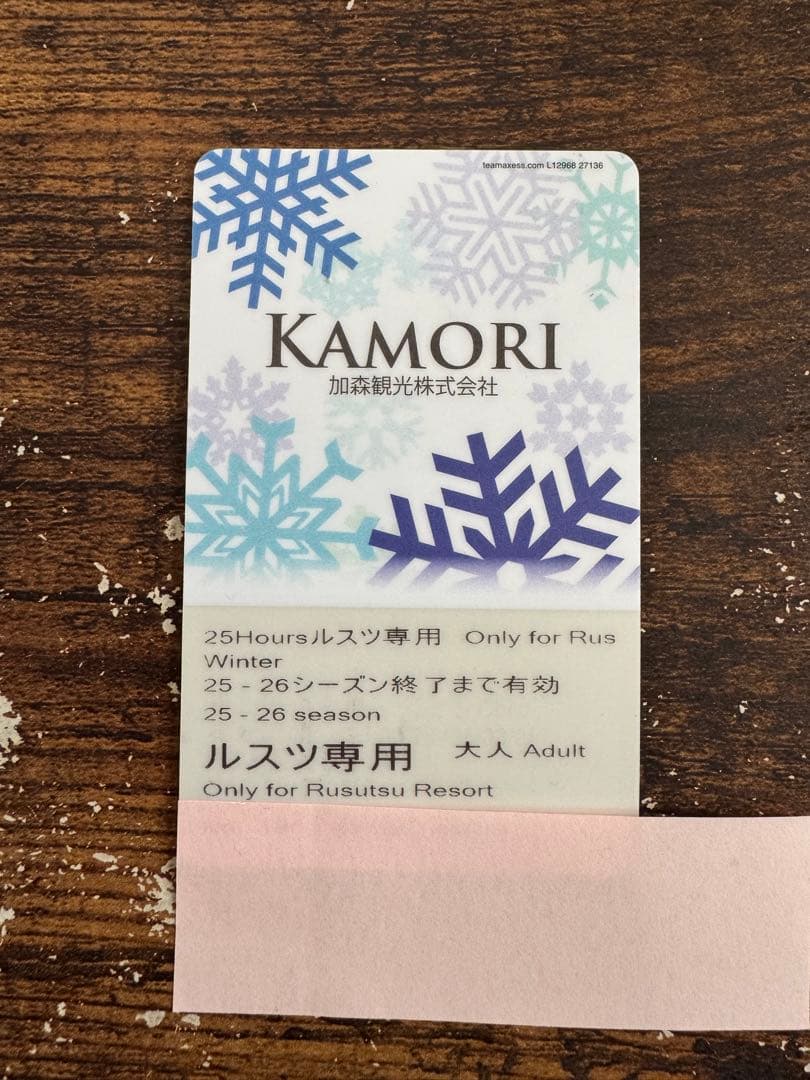 teamaxess.com L12968 27136
KAMORI
加森観光株式会社
25Hoursルスツ専用 Only for Rus
Winter
25 - 26シーズン終了まで有効
25 - 26 season
ルスツ専用 大人 Adult
Only for Rusutsu Resort